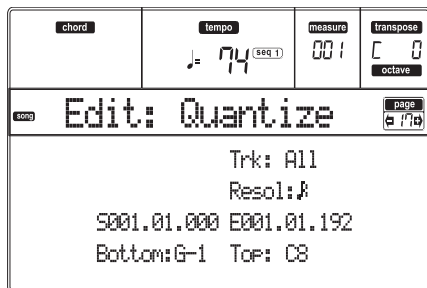 chord
tempo
measure
transpose
♩= 74 seq 1
001
C 0
octave
song
Edit: Quantize
page
17
Trk: All
Resol:♪
S001.01.000 E001.01.192
Bottom:G-1 Top: C8